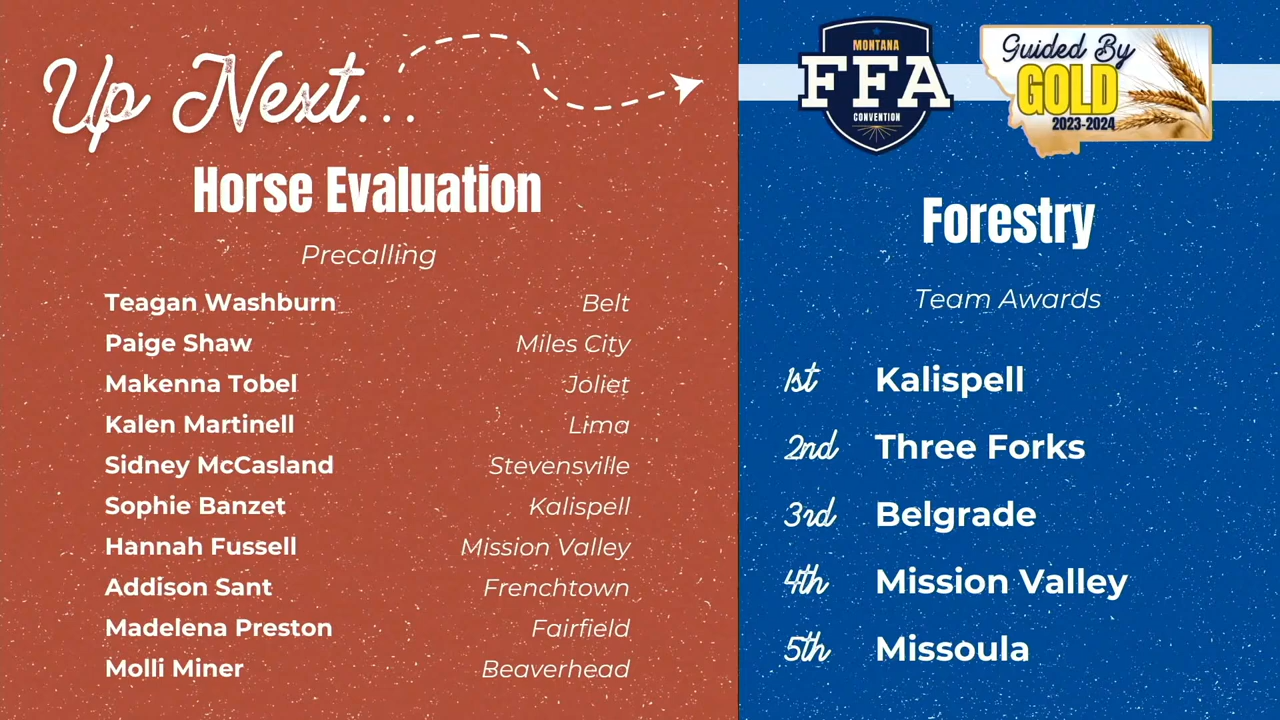 Up Next...
Horse Evaluation
Precalling
Teagan Washburn Belt
Paige Shaw Miles City
Makenna Tobel Joliet
Kalen Martinell Lima
Sidney McCasland Stevensville
Sophie Banzet Kalispell
Hannah Fussell Mission Valley
Addison Sant Frenchtown
Madelena Preston Fairfield
Molli Miner Beaverhead
MONTANA
FFA
CONVENTION
Guided By
GOLD
2023-2024
Forestry
Team Awards
1st Kalispell
2nd Three Forks
3rd Belgrade
4th Mission Valley
5th Missoula